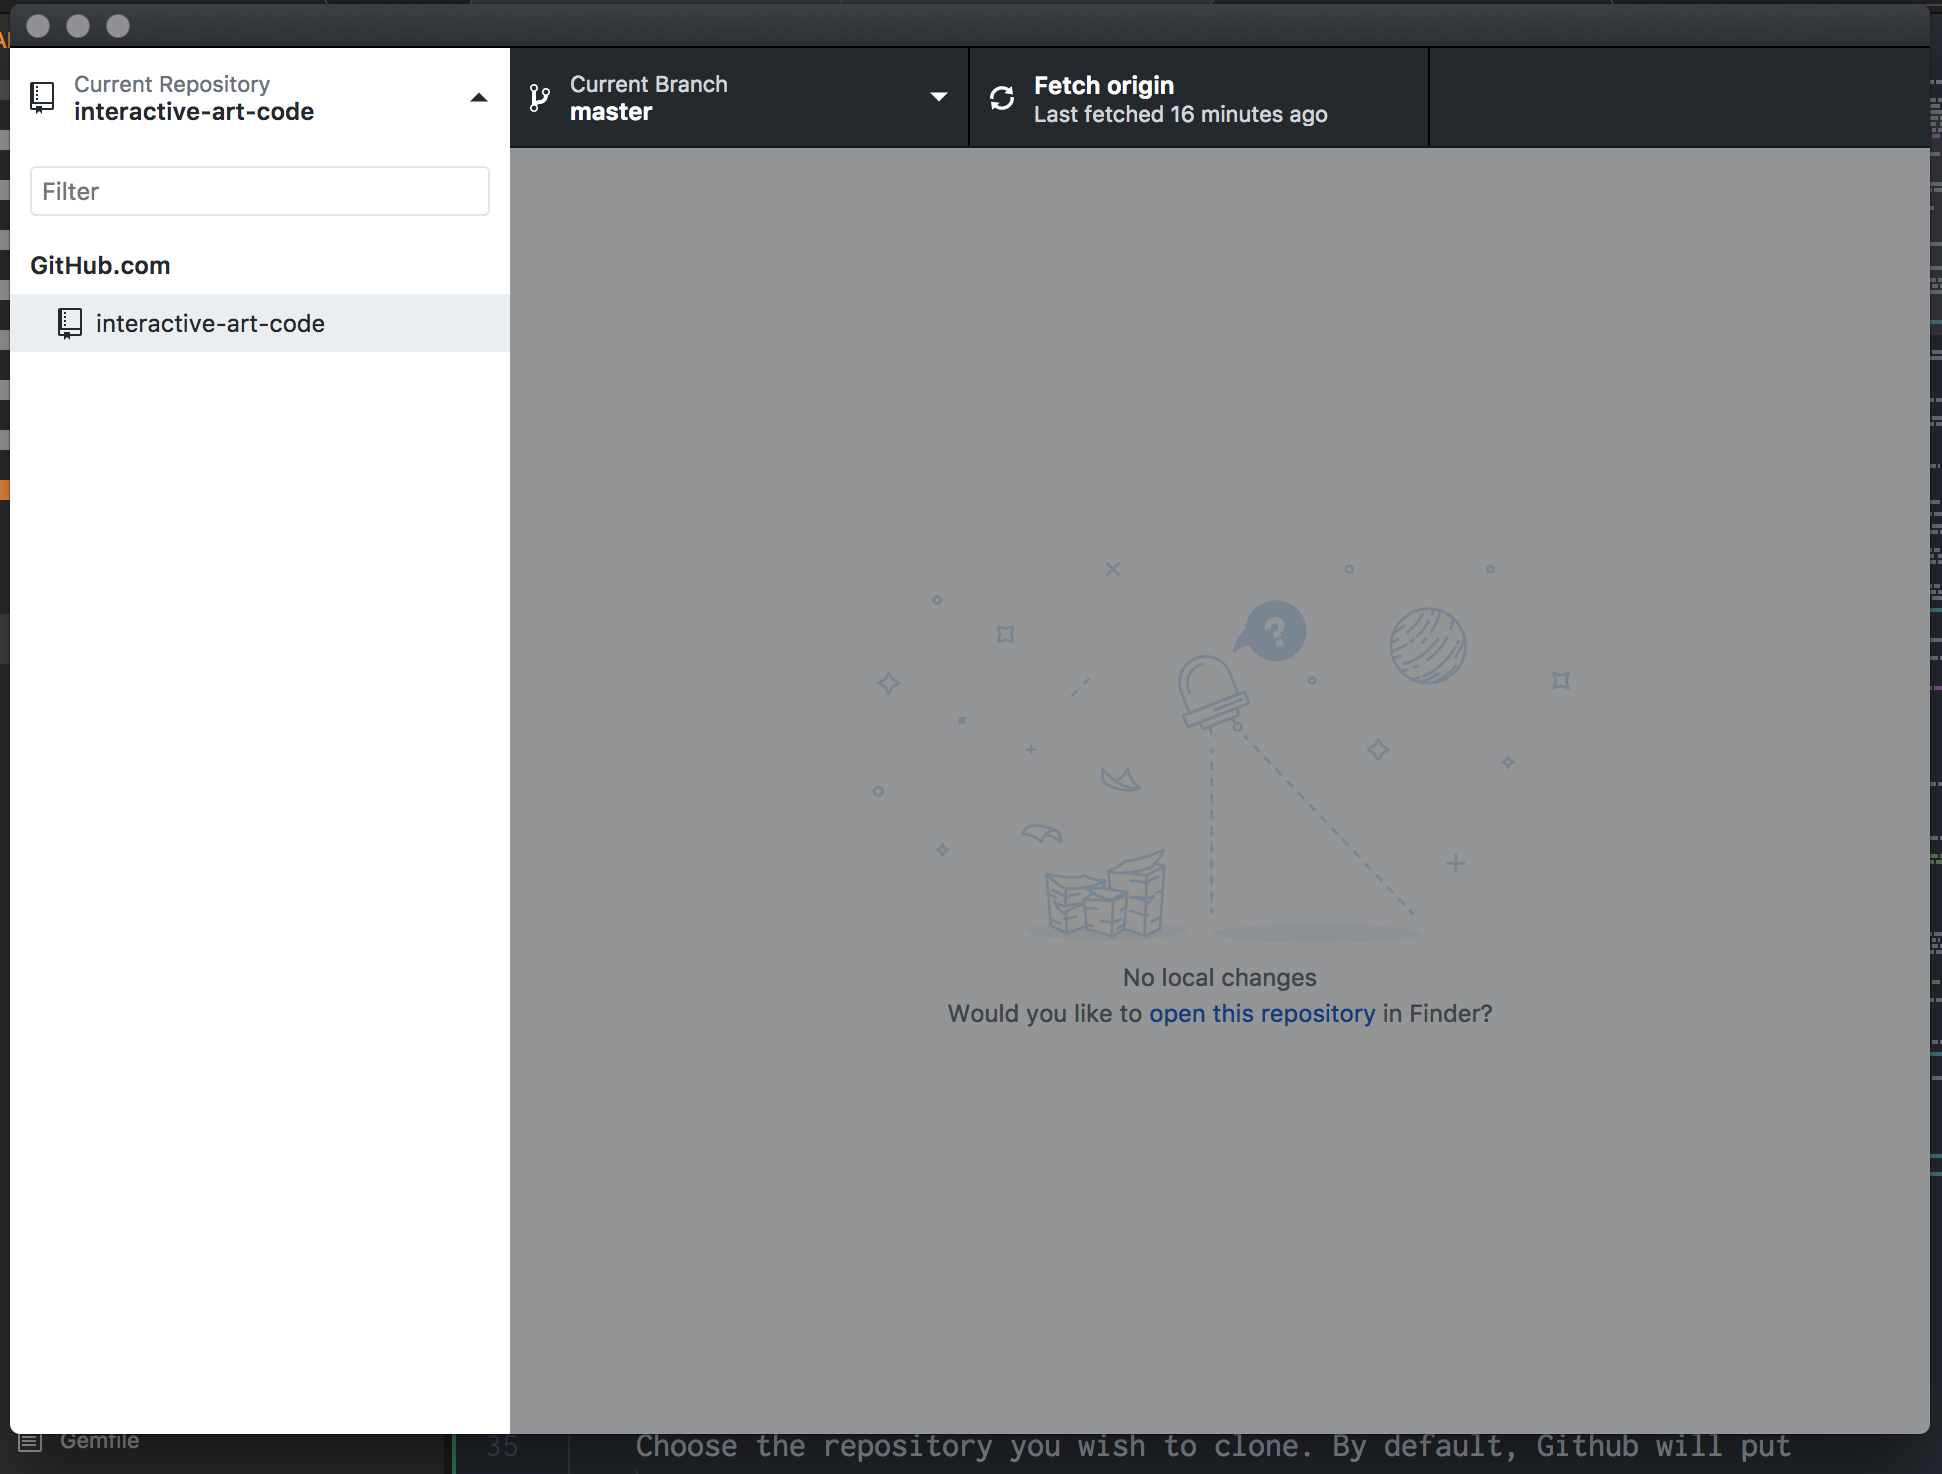 Current Repository
interactive-art-code
Current Branch
master
Fetch origin
Last fetched 16 minutes ago
Filter
GitHub.com
interactive-art-code
?
No local changes
Would you like to open this repository in Finder?
Gemfile
35 Choose the repository you wish to clone. By default, Github will put